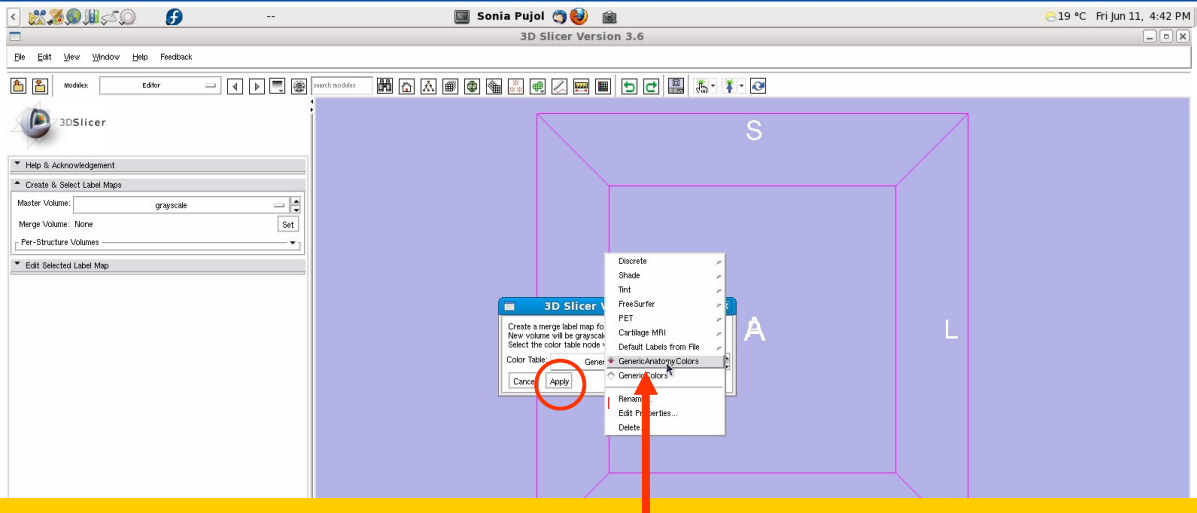 -- Sonia Pujol 19 °C Fri Jun 11, 4:42 PM
3D Slicer Version 3.6
File Edit View Window Help Feedback
Modules: Editor search modules
3DSlicer
Help & Acknowledgement
Create & Select Label Maps
Master Volume: grayscale
Merge Volume: None Set
Per-Structure Volumes
Edit Selected Label Map
S
A
L
3D Slicer
Create a merge label map fo
New volume will be grayscal
Select the color table node
Color Table: Gener
Cancel Apply
Discrete
Shade
Tint
FreeSurfer
PET
Cartilage MRI
Default Labels from File
GenericAnatomyColors
GenericColors
Rename...
Edit Properties...
Delete...